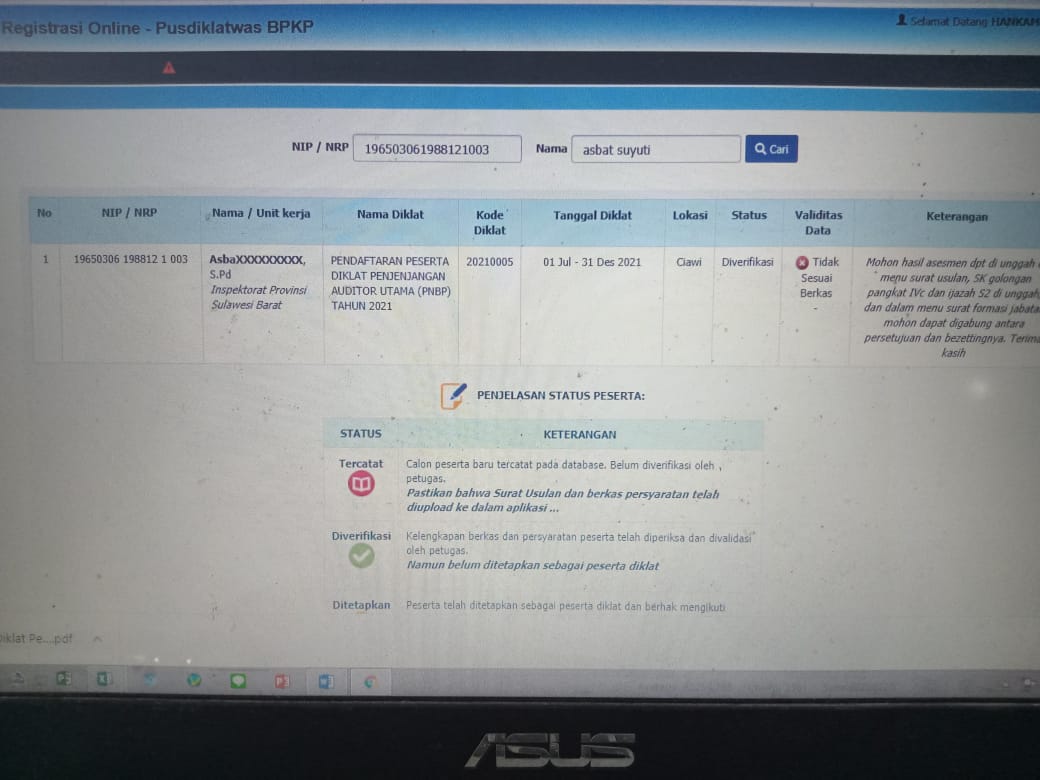 Registrasi Online - Pusdiklatwas BPKP
Selamat Datang HANKAM
NIP / NRP 196503061988121003 Nama asbat suyuti Cari
No NIP / NRP Nama / Unit kerja Nama Diklat Kode Diklat Tanggal Diklat Lokasi Status Validitas Data Keterangan
1 19650306 198812 1 003
AsbaXXXXXXXXX,
S.Pd
Inspektorat Provinsi
Sulawesi Barat
PENDAFTARAN PESERTA
DIKLAT PENJENJANGAN
AUDITOR UTAMA (PNBP)
TAHUN 2021
20210005
01 Jul - 31 Des 2021
Ciawi
Diverifikasi
Tidak
Sesuai
Berkas
-
Mohon hasil asesmen dpt di unggah
menu surat usulan, SK golongan
pangkat IVc dan ijazah S2 di unggah
dan dalam menu surat formasi jabata
mohon dapat digabung antara
persetujuan dan bezettingnya. Terima
kasih
PENJELASAN STATUS PESERTA:
STATUS KETERANGAN
Tercatat
Calon peserta baru tercatat pada database. Belum diverifikasi oleh
petugas.
Pastikan bahwa Surat Usulan dan berkas persyaratan telah
diupload ke dalam aplikasi ...
Diverifikasi
Kelengkapan berkas dan persyaratan peserta telah diperiksa dan divalidasi
oleh petugas.
Namun belum ditetapkan sebagai peserta diklat
Ditetapkan
Peserta telah ditetapkan sebagai peserta diklat dan berhak mengikuti
Diklat Pe....pdf
ASUS